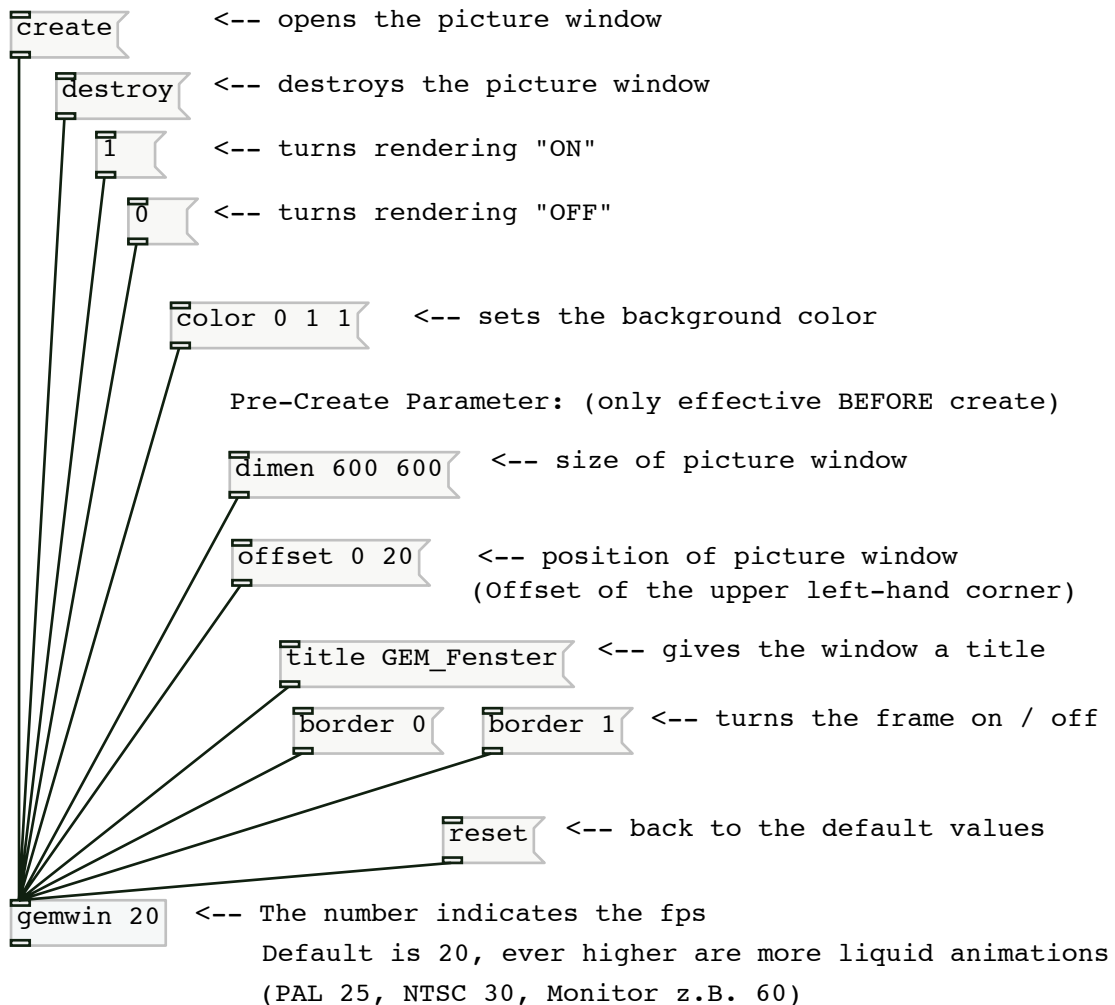 create <-- opens the picture window
destroy <-- destroys the picture window
1 <-- turns rendering "ON"
0 <-- turns rendering "OFF"
color 0 1 1 <-- sets the background color
Pre-Create Parameter: (only effective BEFORE create)
dimen 600 600 <-- size of picture window
offset 0 20 <-- position of picture window
(Offset of the upper left-hand corner)
title GEM_Fenster <-- gives the window a title
border 0 border 1 <-- turns the frame on / off
reset <-- back to the default values
gemwin 20 <-- The number indicates the fps
Default is 20, ever higher are more liquid animations
(PAL 25, NTSC 30, Monitor z.B. 60)